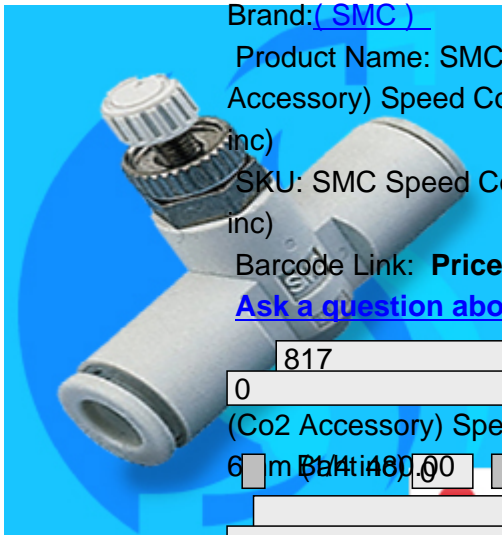 Brand:( SMC )
Product Name: SMC
Accessory) Speed Co
inc)
SKU: SMC Speed Co
inc)
Barcode Link: Price
Ask a question abo
817
0
(Co2 Accessory) Spe
SMC